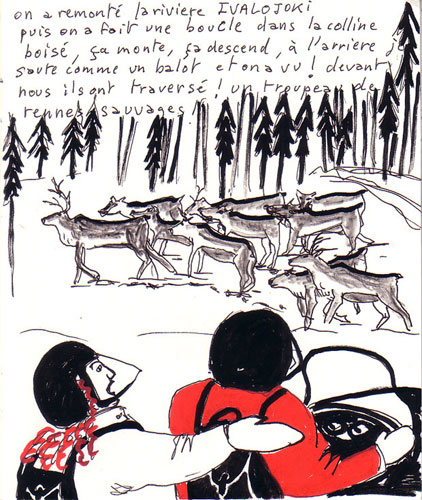 on a remonté la rivière IVALOJOKI
puis on a fait une boucle dans la colline
boisé, ça monte, ça descend, à l'arrière j
saute comme un balot et on a vu ! devant
nous ils ont traversé ! un troupeau de
rennes sauvages !